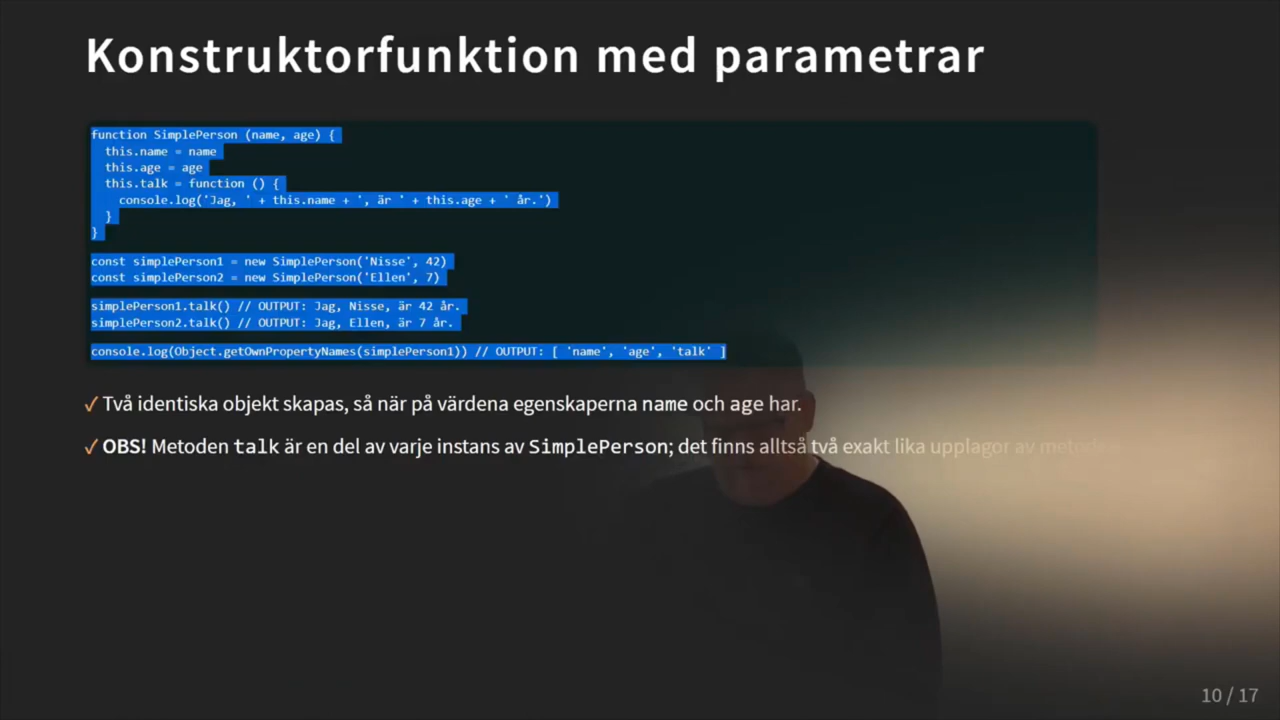 Konstruktorfunktion med parametrar
function SimplePerson (name, age) {
  this.name = name
  this.age = age
  this.talk = function () {
    console.log('Jag, ' + this.name + ', är ' + this.age + ' år.')
  }
}
const simplePerson1 = new SimplePerson('Nisse', 42)
const simplePerson2 = new SimplePerson('Ellen', 7)
simplePerson1.talk() // OUTPUT: Jag, Nisse, är 42 år.
simplePerson2.talk() // OUTPUT: Jag, Ellen, är 7 år.
console.log(Object.getOwnPropertyNames(simplePerson1)) // OUTPUT: [ 'name', 'age', 'talk' ]
✓ Två identiska objekt skapas, så när på värdena egenskaperna name och age har.
✓ OBS! Metoden talk är en del av varje instans av SimplePerson; det finns alltså två exakt lika upplagor av
10 / 17